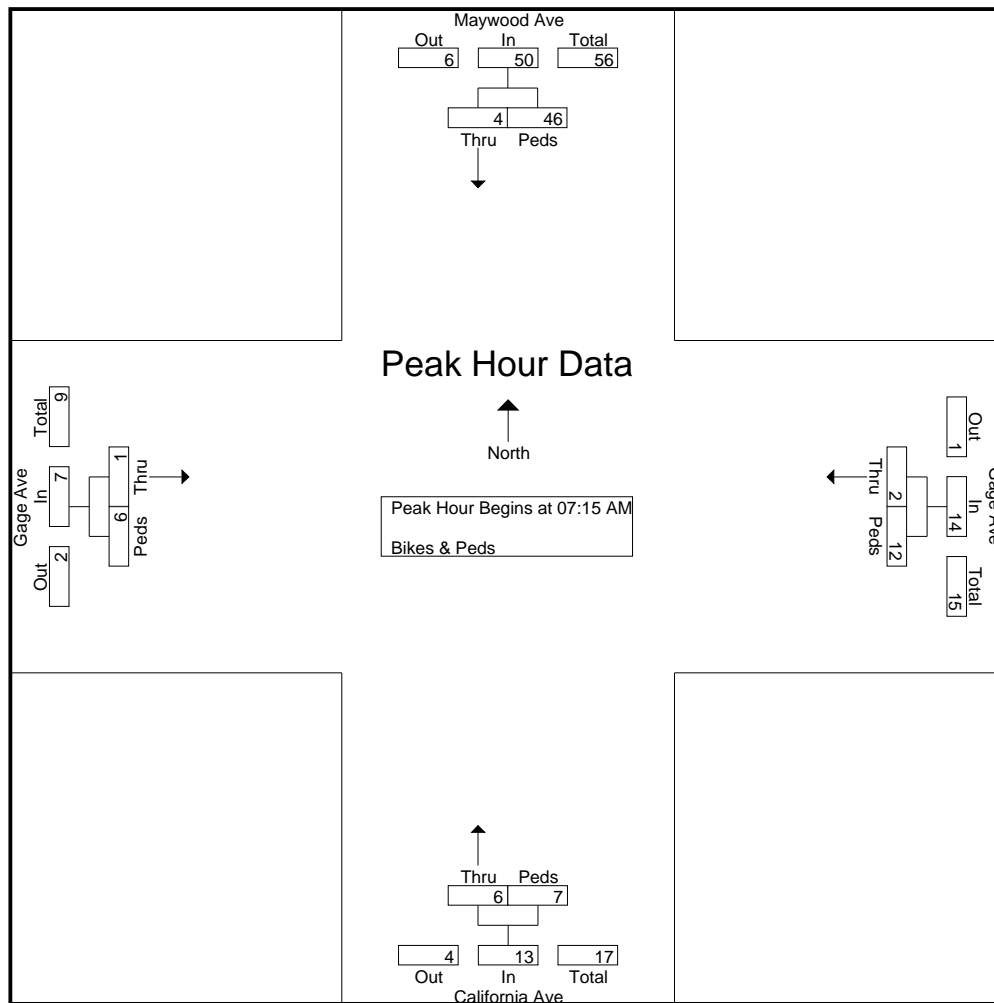 Maywood Ave
Out In Total
6 50 56
4 46
Thru Peds
Peak Hour Data
North
Peak Hour Begins at 07:15 AM
Bikes & Peds
Gage Ave
Out In Total
2 7 9
6 1
Peds Thru
Gage Ave
Out In Total
1 14 15
2 12
Thru Peds
Thru Peds
6 7
4 13 17
Out In Total
California Ave